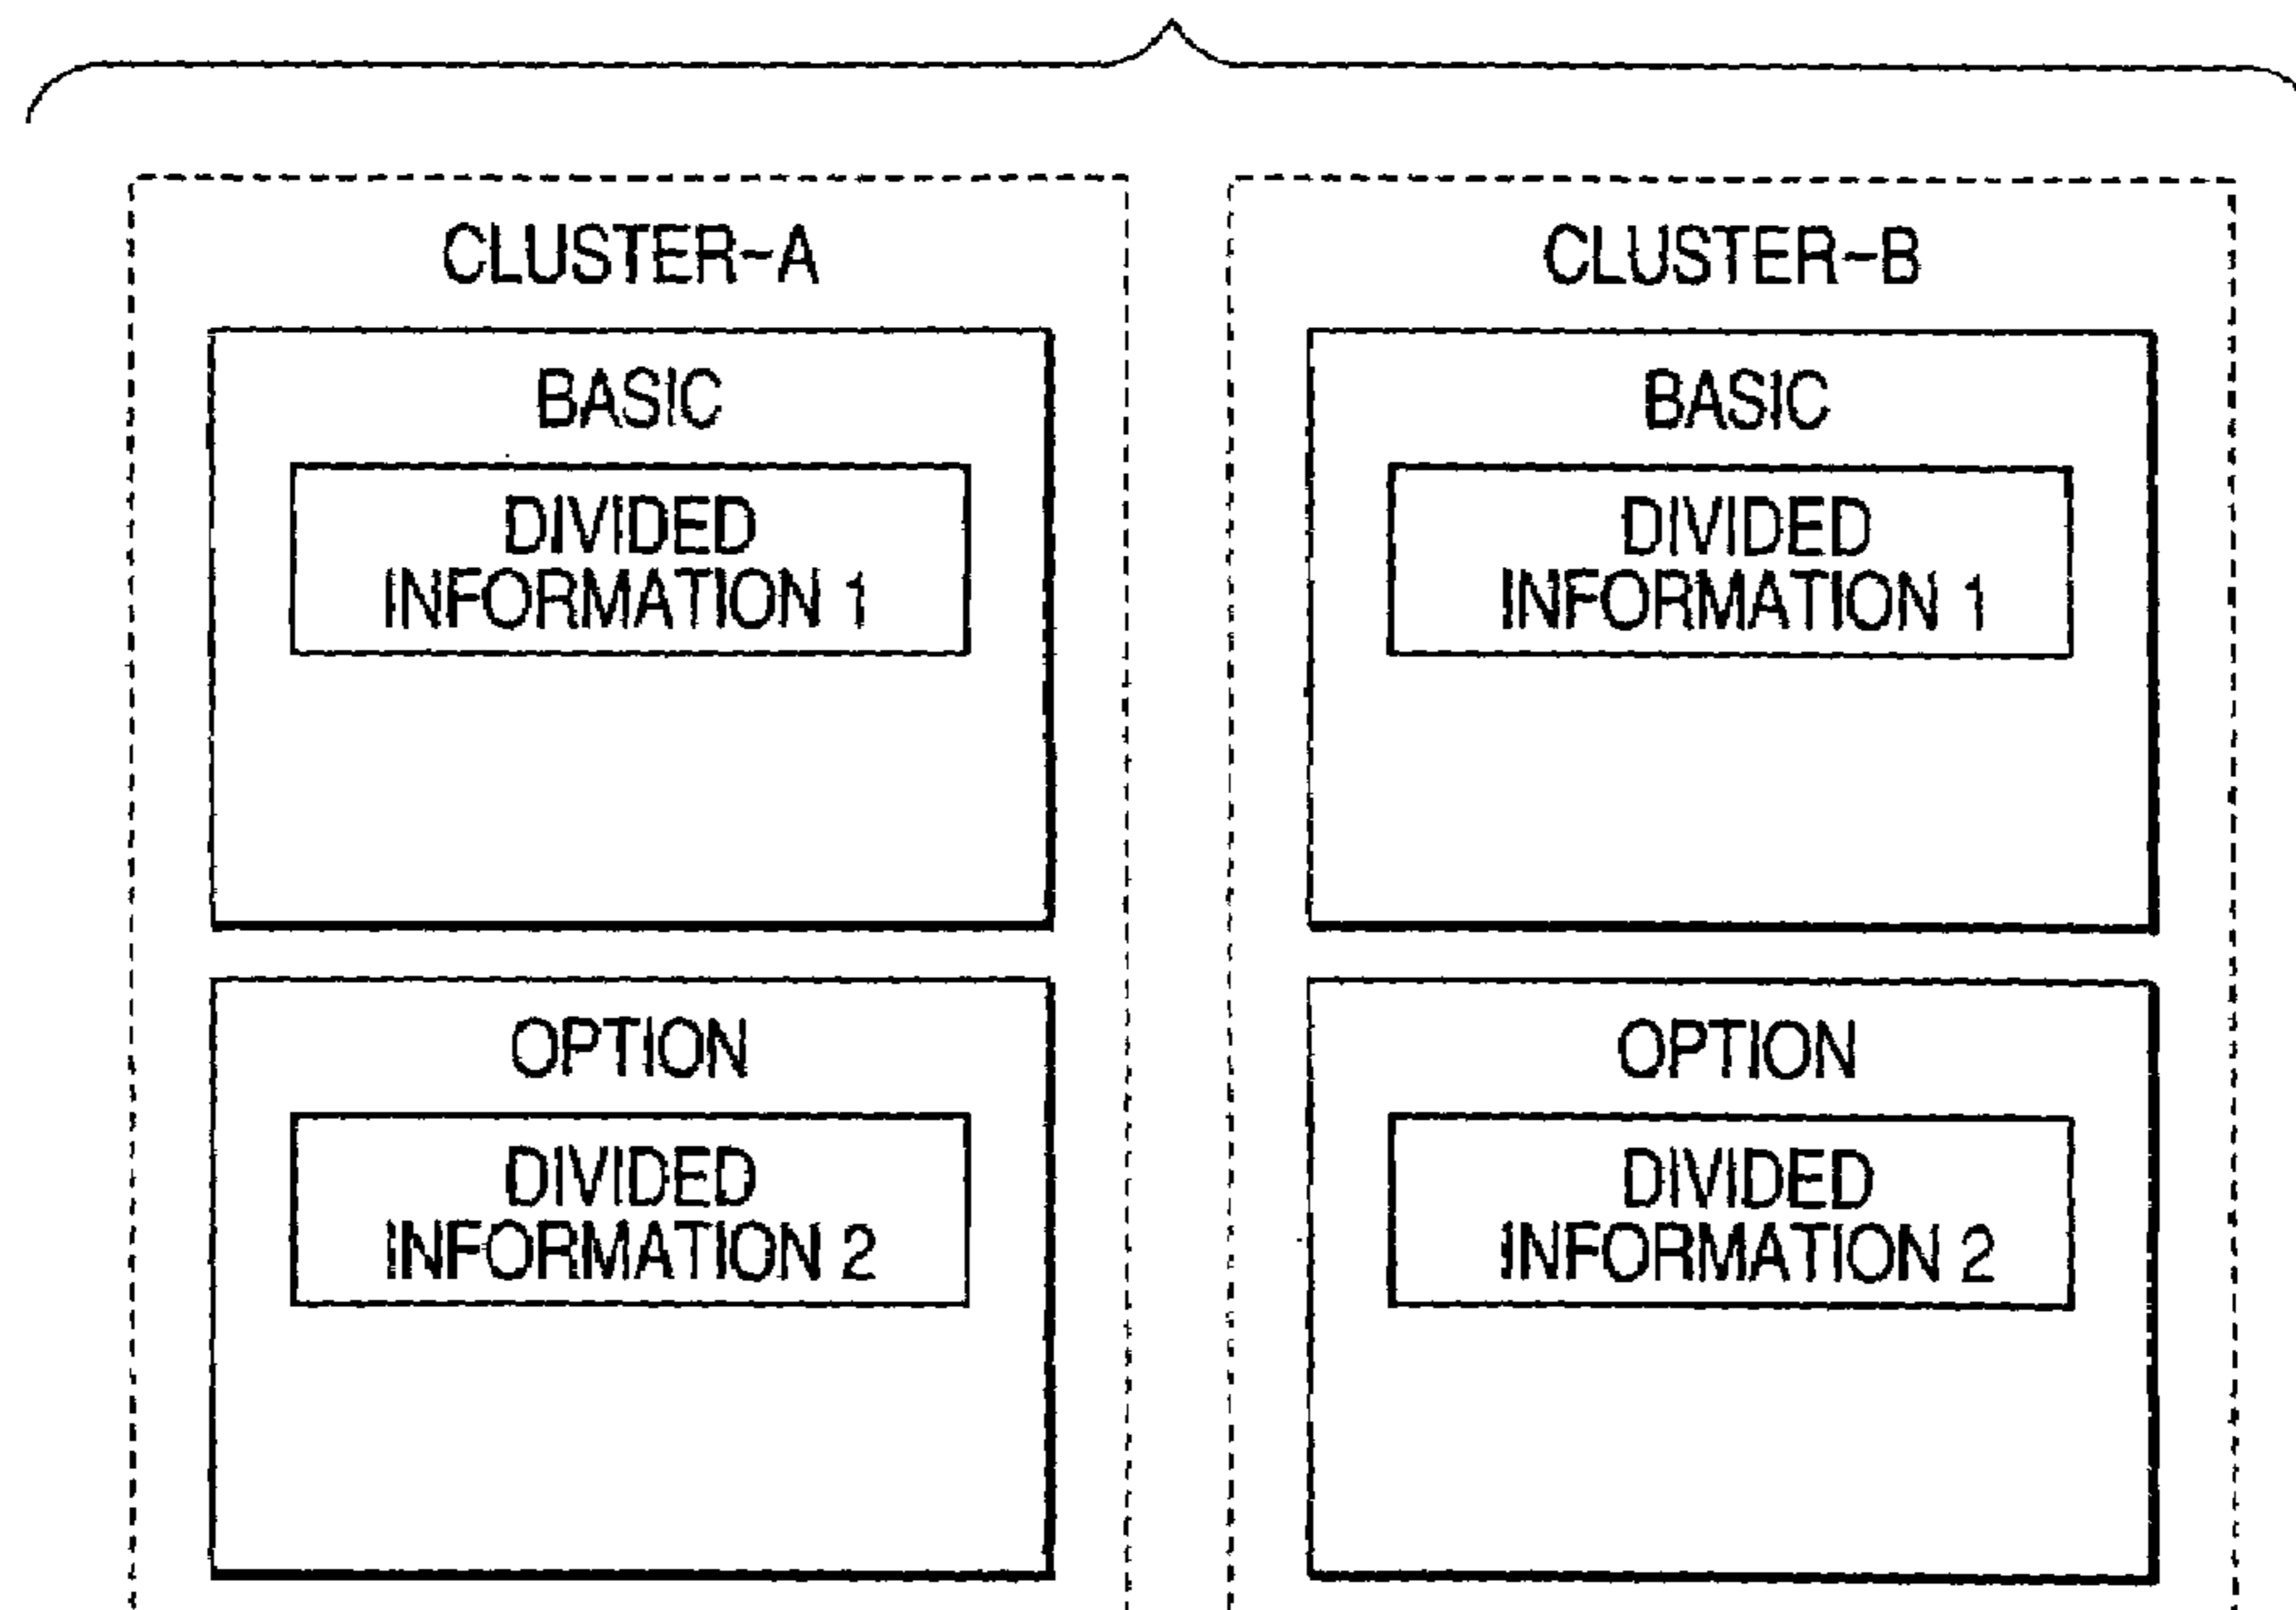 CLUSTER-A
BASIC
DIVIDED
INFORMATION 1
OPTION
DIVIDED
INFORMATION 2
CLUSTER-B
BASIC
DIVIDED
INFORMATION 1
OPTION
DIVIDED
INFORMATION 2